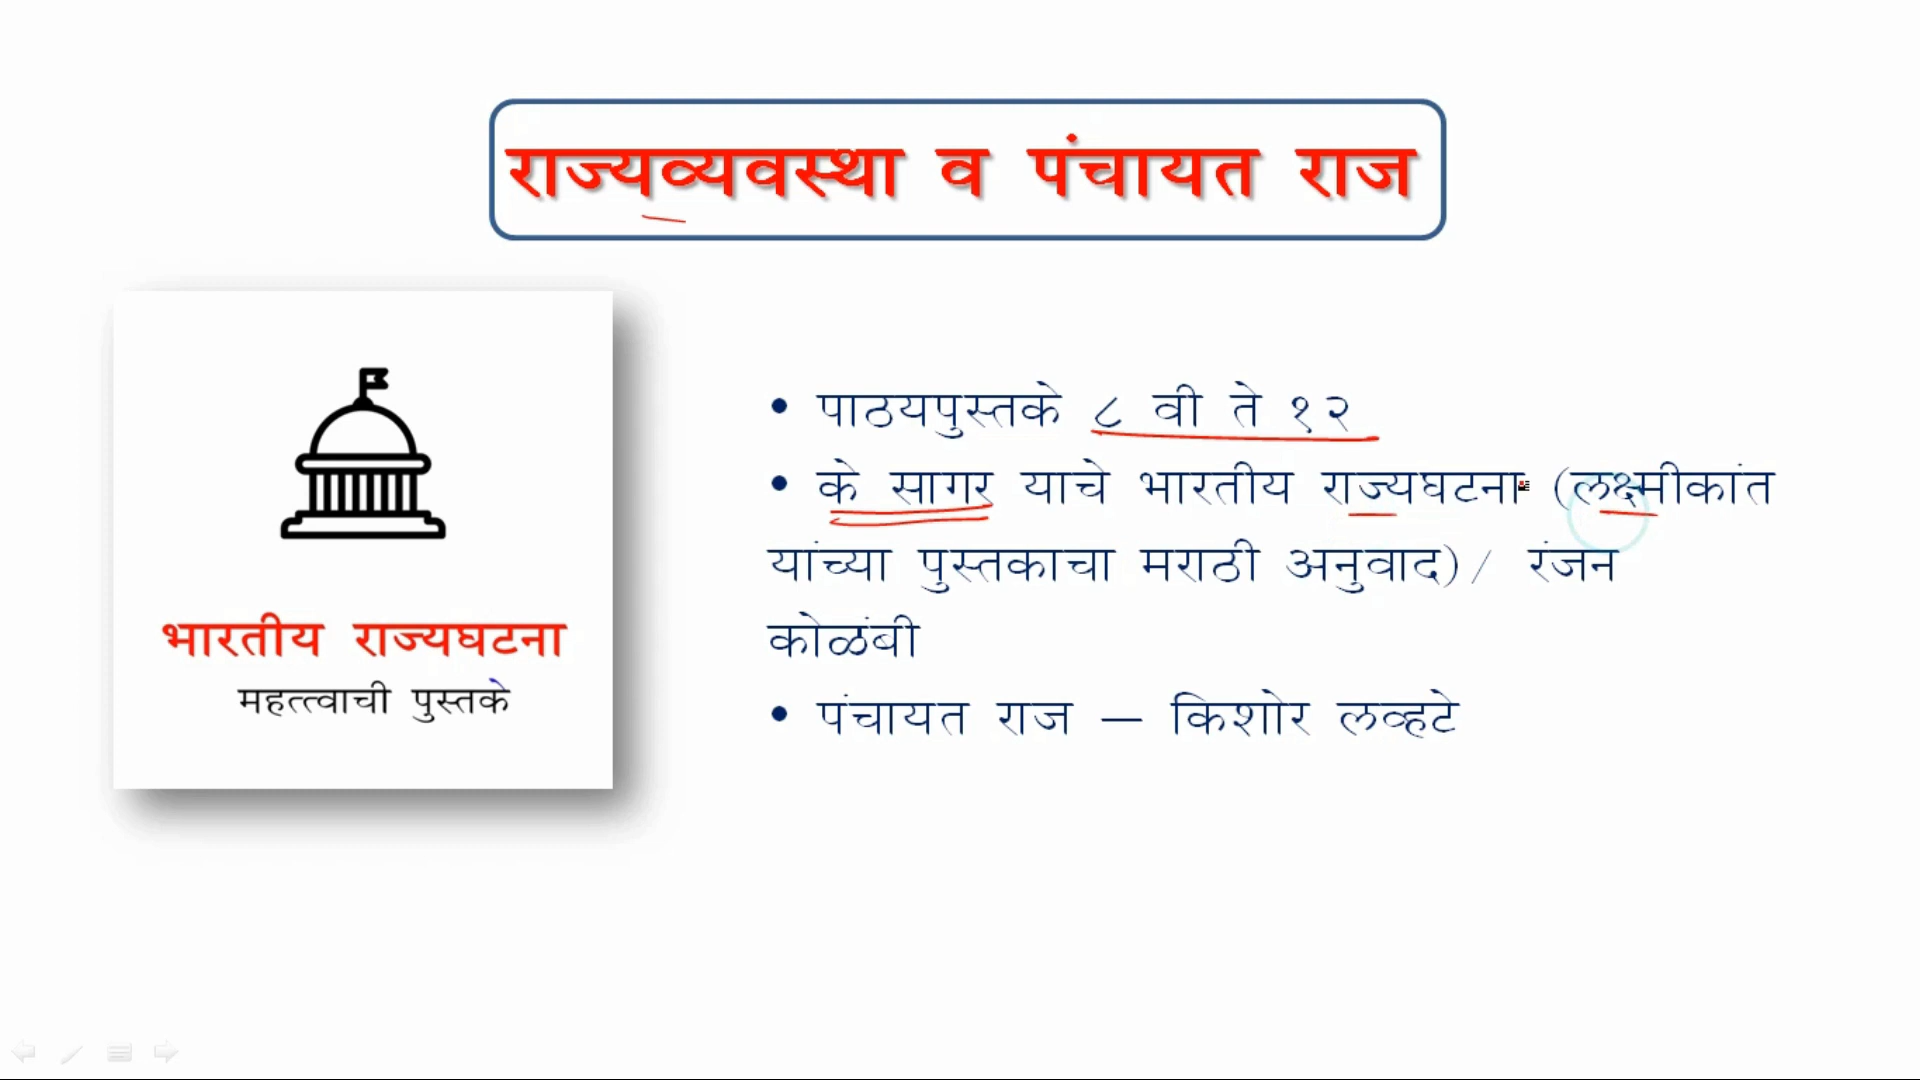 राज्यव्यवस्था व पंचायत राज
भारतीय राज्यघटना
महत्त्वाची पुस्तके
• पाठयपुस्तके ८ वी ते १२
• के सागर याचे भारतीय राज्यघटना (लक्ष्मीकांत
यांच्या पुस्तकाचा मराठी अनुवाद)/ रंजन
कोळंबी
• पंचायत राज – किशोर लव्हटे